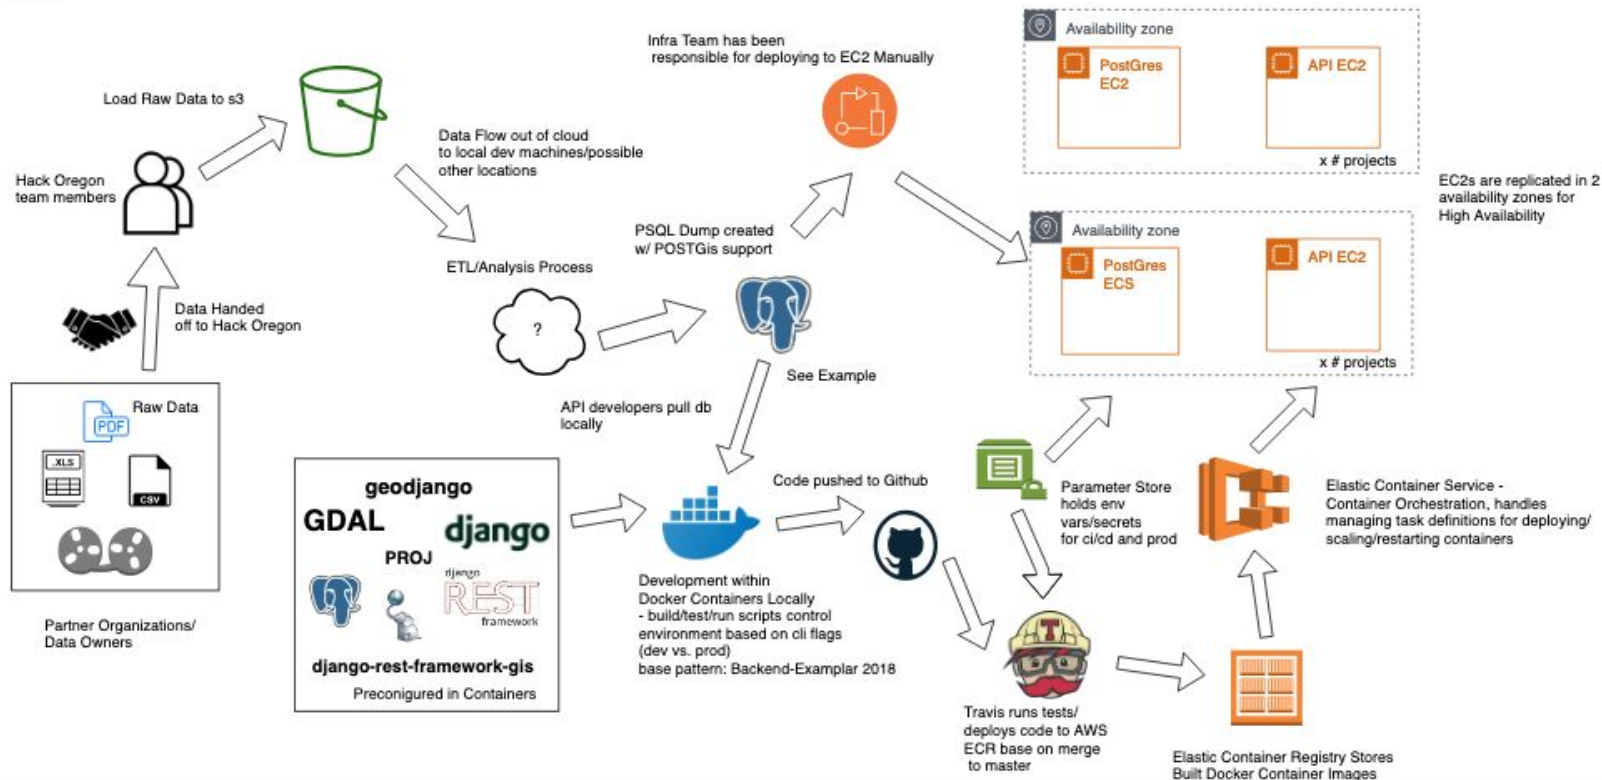 Infra Team has been
responsible for deploying to EC2 Manually
Availability zone
PostGres
EC2
API EC2
x # projects
Load Raw Data to s3
Data Flow out of cloud
to local dev machines/possible
other locations
Hack Oregon
team members
EC2s are replicated in 2
availability zones for
High Availability
PSQL Dump created
w/ POSTGis support
Availability zone
PostGres
ECS
API EC2
x # projects
ETL/Analysis Process
?
Data Handed
off to Hack Oregon
See Example
API developers pull db
locally
Raw Data
PDF
.XLS
CSV
Partner Organizations/
Data Owners
geodjango
GDAL
django
PROJ
django
REST
framework
django-rest-framework-gis
Preconigured in Containers
Code pushed to Github
Development within
Docker Containers Locally
- build/test/run scripts control
environment based on cli flags
(dev vs. prod)
base pattern: Backend-Examplar 2018
Parameter Store
holds env
vars/secrets
for ci/cd and prod
Elastic Container Service -
Container Orchestration, handles
managing task definitions for deploying/
scaling/restarting containers
T
Travis runs tests/
deploys code to AWS
ECR base on merge
to master
Elastic Container Registry Stores
Built Docker Container Images